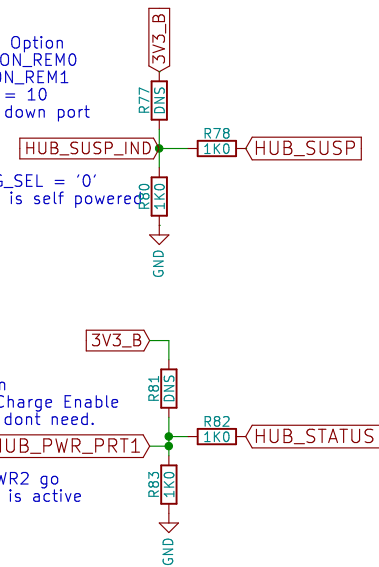 3V3_B
Option
ON_REM0
ON_REM1
= 10
down port
R77
DNS
HUB_SUSP_IND
R78
1K0
HUB_SUSP
G_SEL = '0'
is self powered
R80
1K0
GND
3V3_B
R81
DNS
n
Charge Enable
dont need.
R82
1K0
HUB_STATUS
HUB_PWR_PRT1
R83
1K0
WR2 go
is active
GND